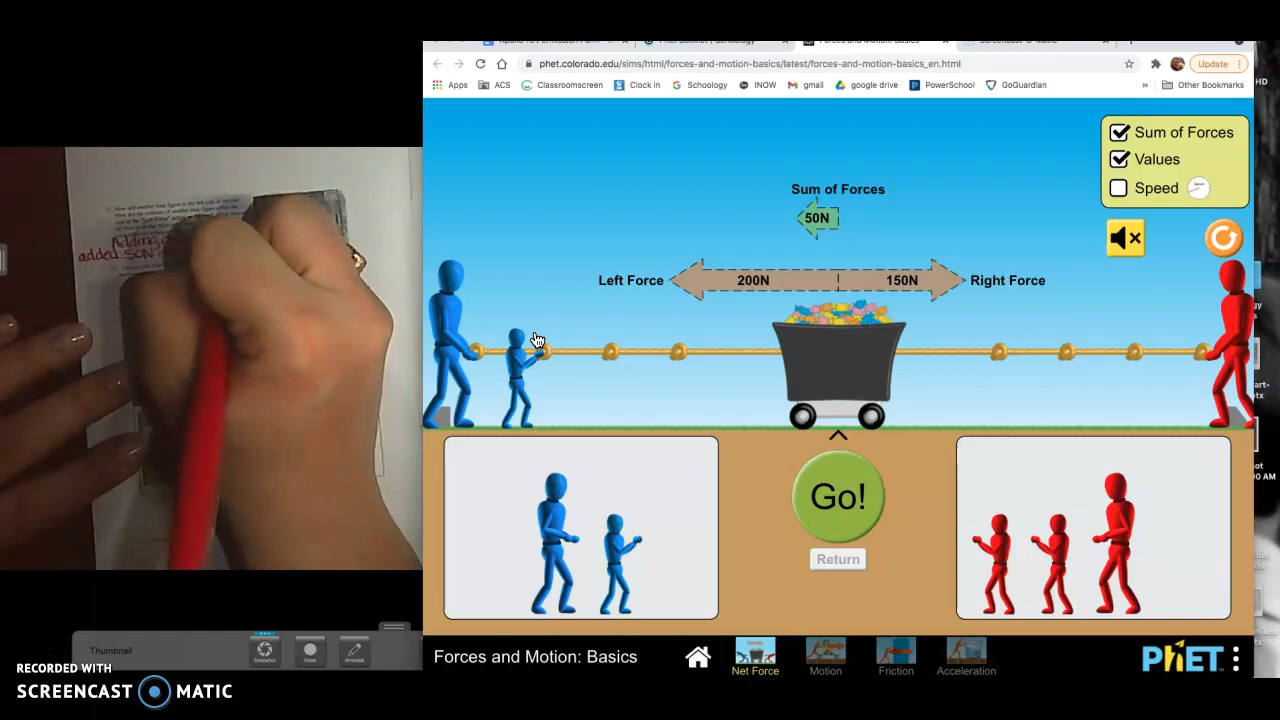 phet.colorado.edu/sims/html/forces-and-motion-basics/latest/forces-and-motion-basics_en.html
Update
Apps
ACS
Classroomscreen
Clock in
Schoology
INOW
gmail
google drive
PowerSchool
GoGuardian
»
Other Bookmarks
Sum of Forces
Values
Speed
Sum of Forces
50N
Left Force
200N
150N
Right Force
Adding
added 50N
Go!
Return
Forces and Motion: Basics
Net Force
Motion
Friction
Acceleration
PhET
Thumbnail
RECORDED WITH
SCREENCAST MATIC